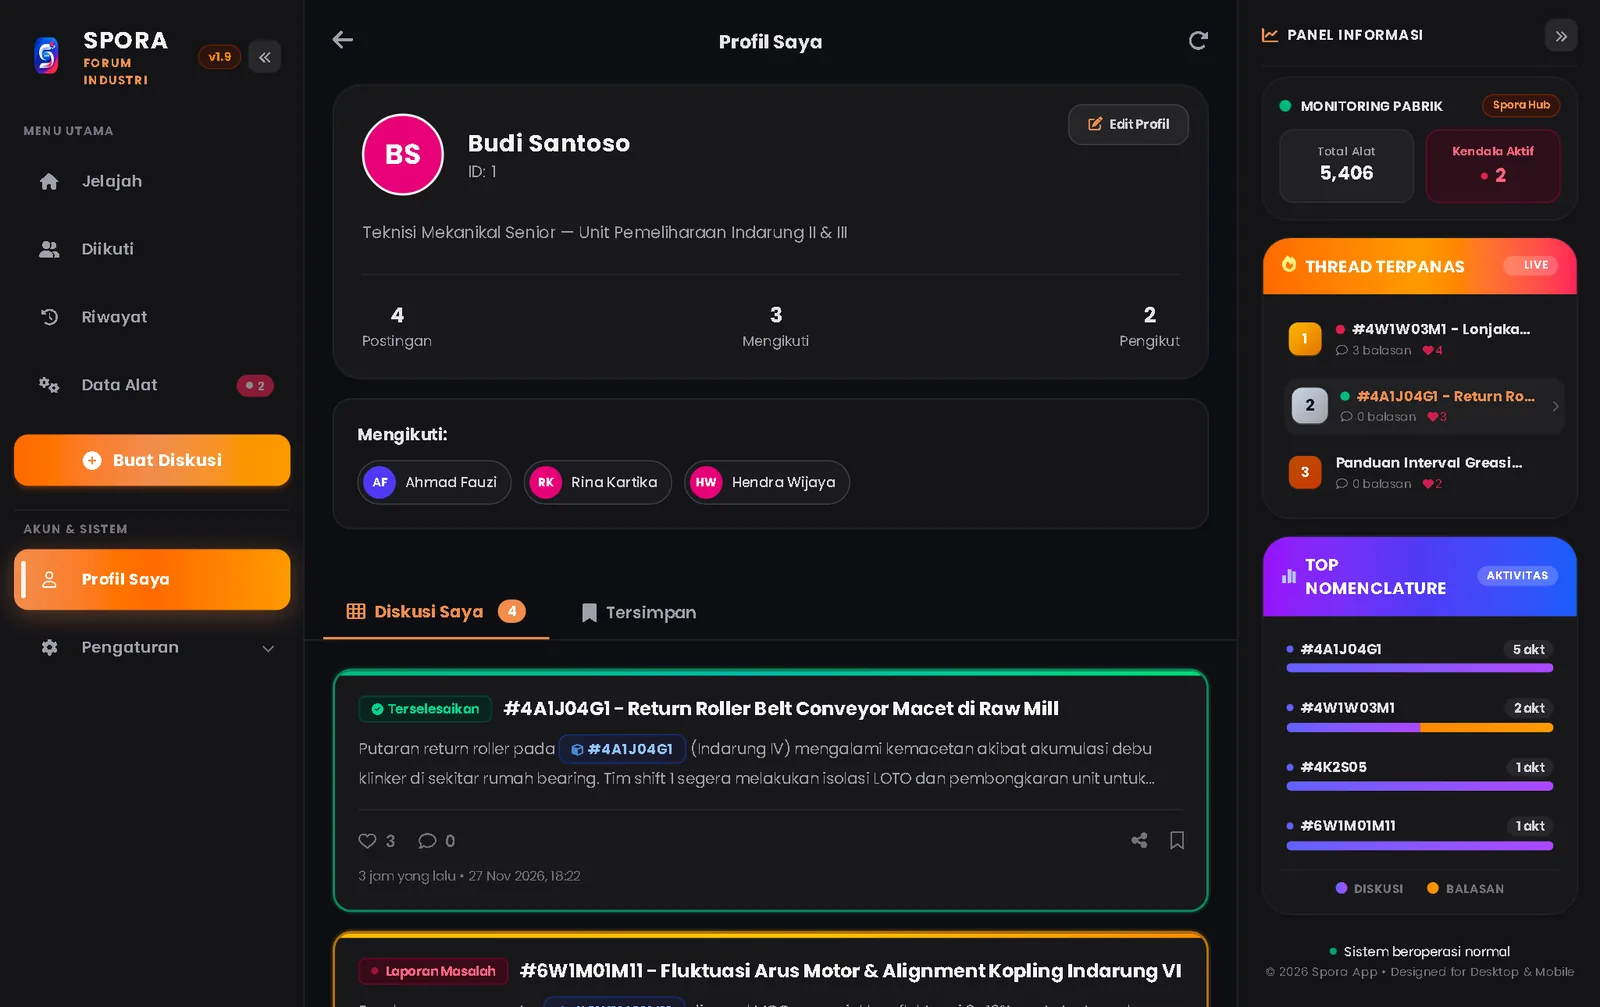 SPORA
FORUM
INDUSTRI
v1.9
MENU UTAMA
Jelajah
Diikuti
Riwayat
Data Alat
2
Buat Diskusi
AKUN & SISTEM
Profil Saya
Pengaturan
Profil Saya
BS
Budi Santoso
ID: 1
Edit Profil
Teknisi Mekanikal Senior — Unit Pemeliharaan Indarung II & III
4
Postingan
3
Mengikuti
2
Pengikut
Mengikuti:
AF Ahmad Fauzi
RK Rina Kartika
HW Hendra Wijaya
Diskusi Saya 4
Tersimpan
Terselesaikan #4A1J04G1 - Return Roller Belt Conveyor Macet di Raw Mill
Putaran return roller pada #4A1J04G1 (Indarung IV) mengalami kemacetan akibat akumulasi debu
klinker di sekitar rumah bearing. Tim shift 1 segera melakukan isolasi LOTO dan pembongkaran unit untuk...
3 0
3 jam yang lalu • 27 Nov 2026, 18:22
Laporan Masalah #6W1M01M11 - Fluktuasi Arus Motor & Alignment Kopling Indarung VI
PANEL INFORMASI
MONITORING PABRIK
Spora Hub
Total Alat
5,406
Kendala Aktif
2
THREAD TERPANAS
LIVE
1
#4W1W03M1 - Lonjaka...
3 balasan 4
2
#4A1J04G1 - Return Ro...
0 balasan 3
3
Panduan Interval Greasi...
0 balasan 2
TOP
NOMENCLATURE
AKTIVITAS
#4A1J04G1 5 akt
#4W1W03M1 2 akt
#4K2S05 1 akt
#6W1M01M11 1 akt
DISKUSI BALASAN
Sistem beroperasi normal
© 2026 Spora App • Designed for Desktop & Mobile